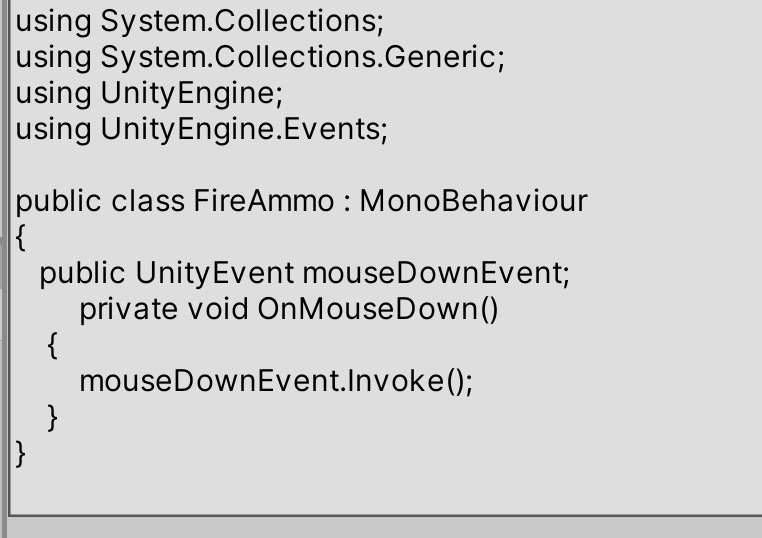 using System.Collections;
using System.Collections.Generic;
using UnityEngine;
using UnityEngine.Events;

public class FireAmmo : MonoBehaviour
{
   public UnityEvent mouseDownEvent;
        private void OnMouseDown()
    {
        mouseDownEvent.Invoke();
    }
}